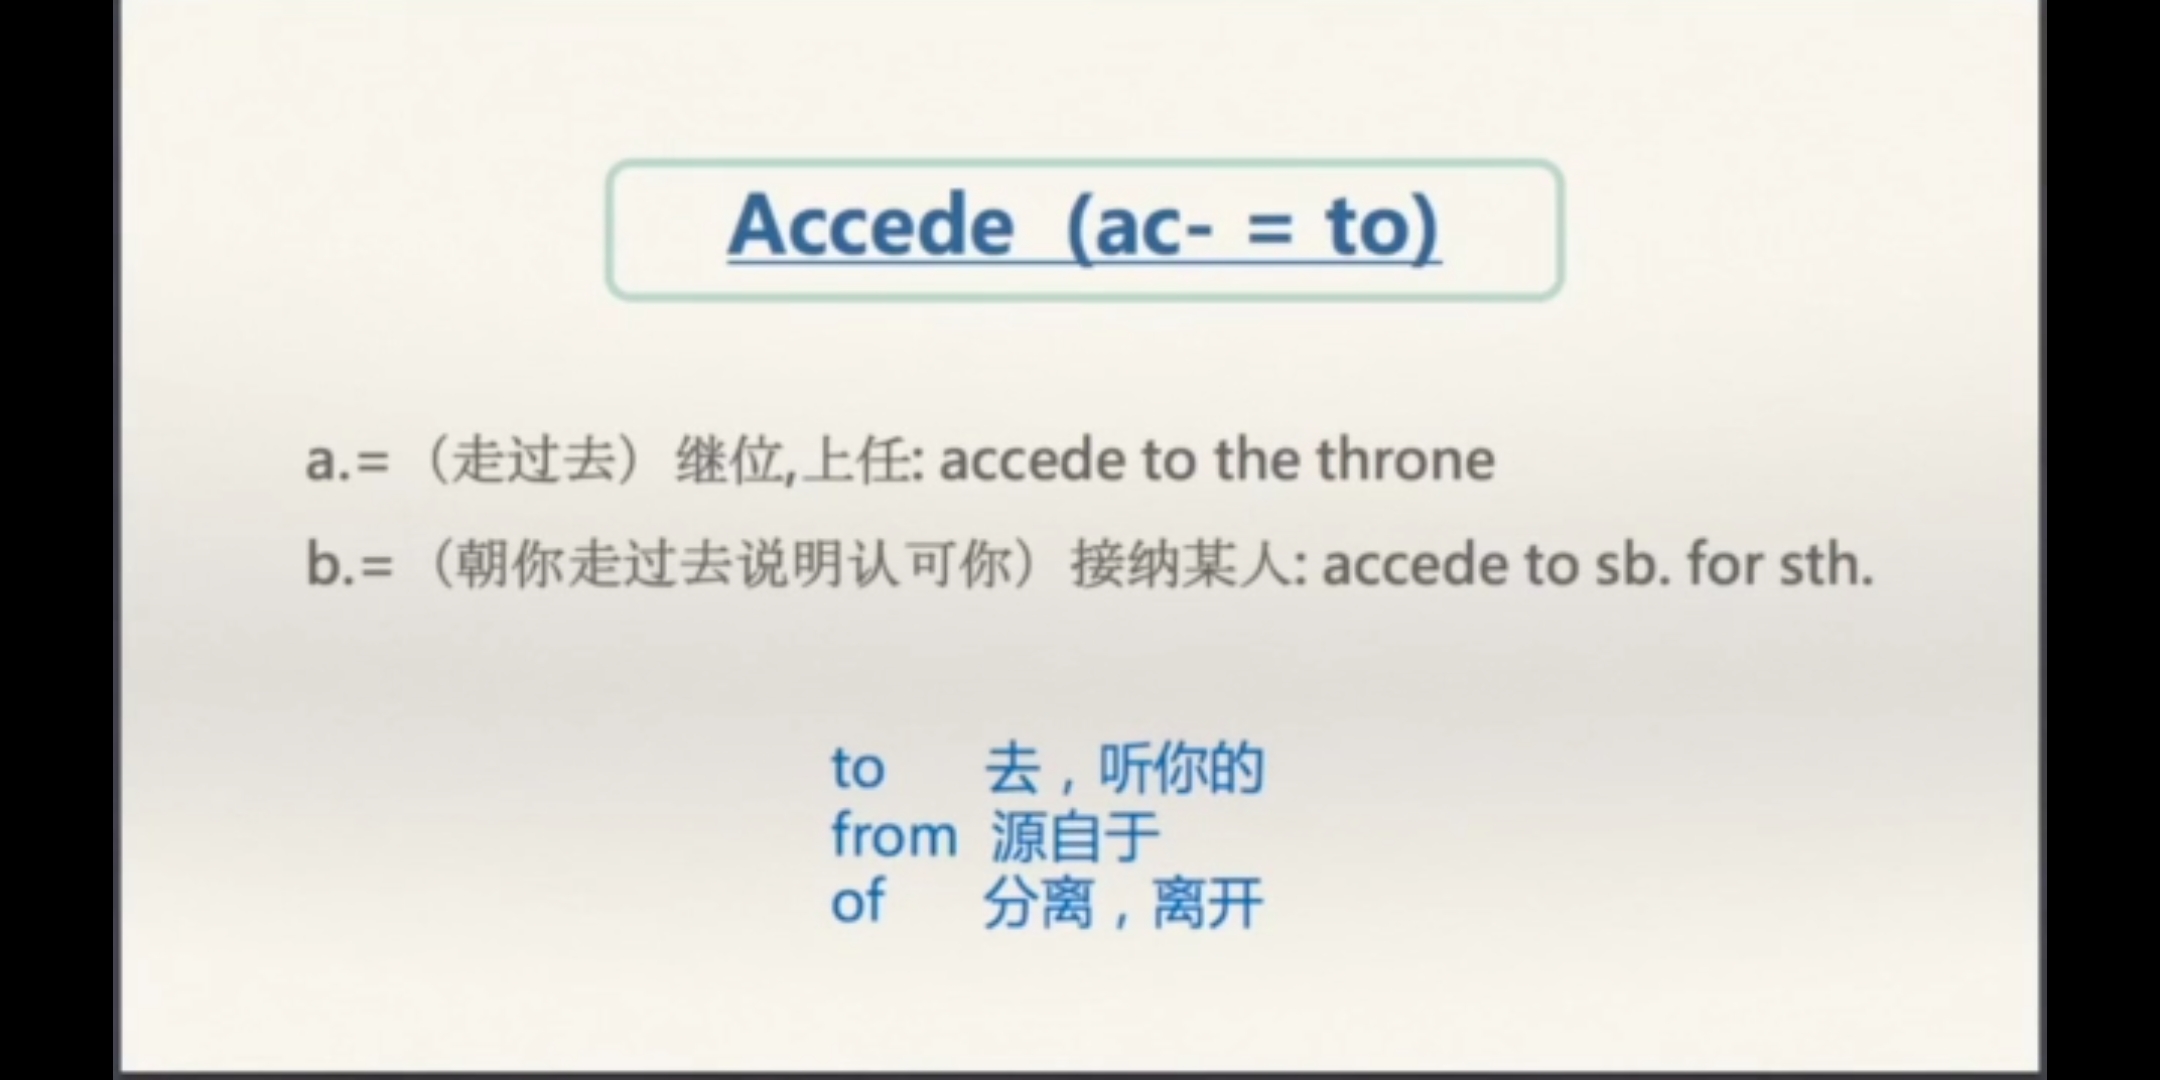 Accede (ac- = to)
a.=（走过去）继位,上任: accede to the throne
b.=（朝你走过去说明认可你）接纳某人: accede to sb. for sth.
to 去，听你的
from 源自于
of 分离，离开